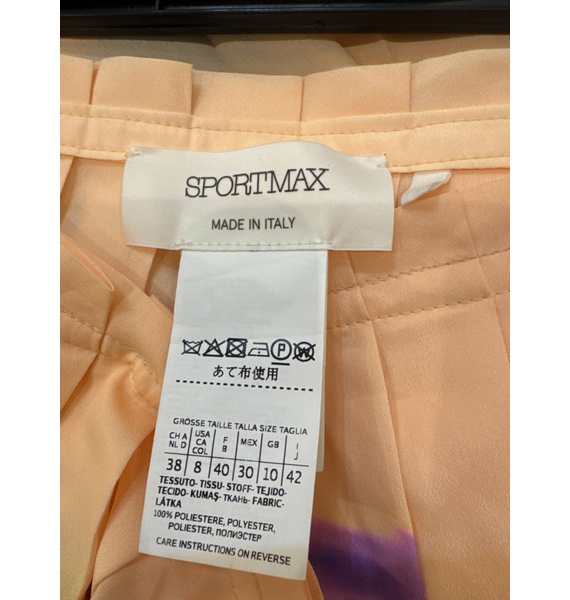 SPORTMAX
MADE IN ITALY
P W
あて布使用
GRÖSSE TAILLE TALLA SIZE TAGLIA
CH A NL D USA CA COL F B MEX GB I J
38 8 40 30 10 42
TESSUTO- TISSU- STOFF- TEJIDO-
TECIDO- KUMAŞ- ТКАНЬ- FABRIC-
LÁTKA
100% POLIESTERE, POLYESTER,
POLIESTER, ПОЛИЭСТЕР
CARE INSTRUCTIONS ON REVERSE